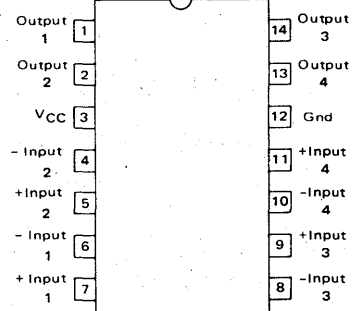 Output
1
1
Output
2
2
VCC
3
- Input
2
4
+Input
2
5
- Input
1
6
+ Input
1
7
14
Output
3
13
Output
4
12
Gnd
11
+Input
4
10
-Input
4
9
+Input
3
8
-Input
3